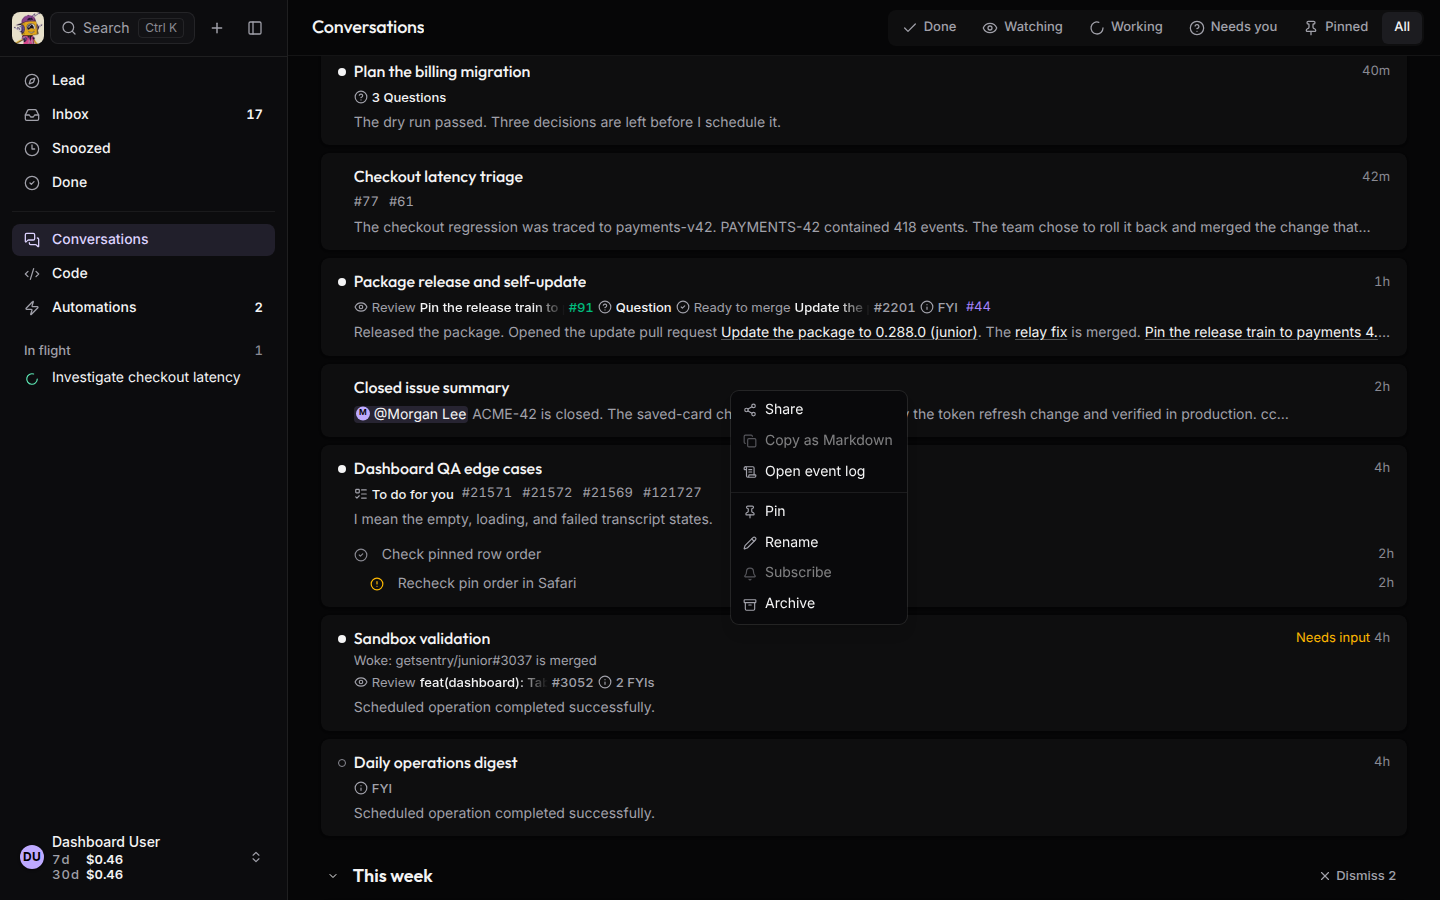 Search Ctrl K
Lead
Inbox 17
Snoozed
Done
Conversations
Code
Automations 2
In flight 1
Investigate checkout latency
DU Dashboard User
7d $0.46
30d $0.46
Conversations Done Watching Working Needs you Pinned All
Plan the billing migration 40m
3 Questions
The dry run passed. Three decisions are left before I schedule it.
Checkout latency triage 42m
#77 #61
The checkout regression was traced to payments-v42. PAYMENTS-42 contained 418 events. The team chose to roll it back and merged the change that...
Package release and self-update 1h
Review Pin the release train to #91 Question Ready to merge Update the #2201 FYI #44
Released the package. Opened the update pull request Update the package to 0.288.0 (junior). The relay fix is merged. Pin the release train to payments 4....
Closed issue summary 2h
M @Morgan Lee ACME-42 is closed. The saved-card ch y the token refresh change and verified in production. cc...
Share
Copy as Markdown
Open event log
Pin
Rename
Subscribe
Archive
Dashboard QA edge cases 4h
To do for you #21571 #21572 #21569 #121727
I mean the empty, loading, and failed transcript states.
Check pinned row order 2h
Recheck pin order in Safari 2h
Sandbox validation Needs input 4h
Woke: getsentry/junior#3037 is merged
Review feat(dashboard): Ta #3052 2 FYIs
Scheduled operation completed successfully.
Daily operations digest 4h
FYI
Scheduled operation completed successfully.
This week Dismiss 2